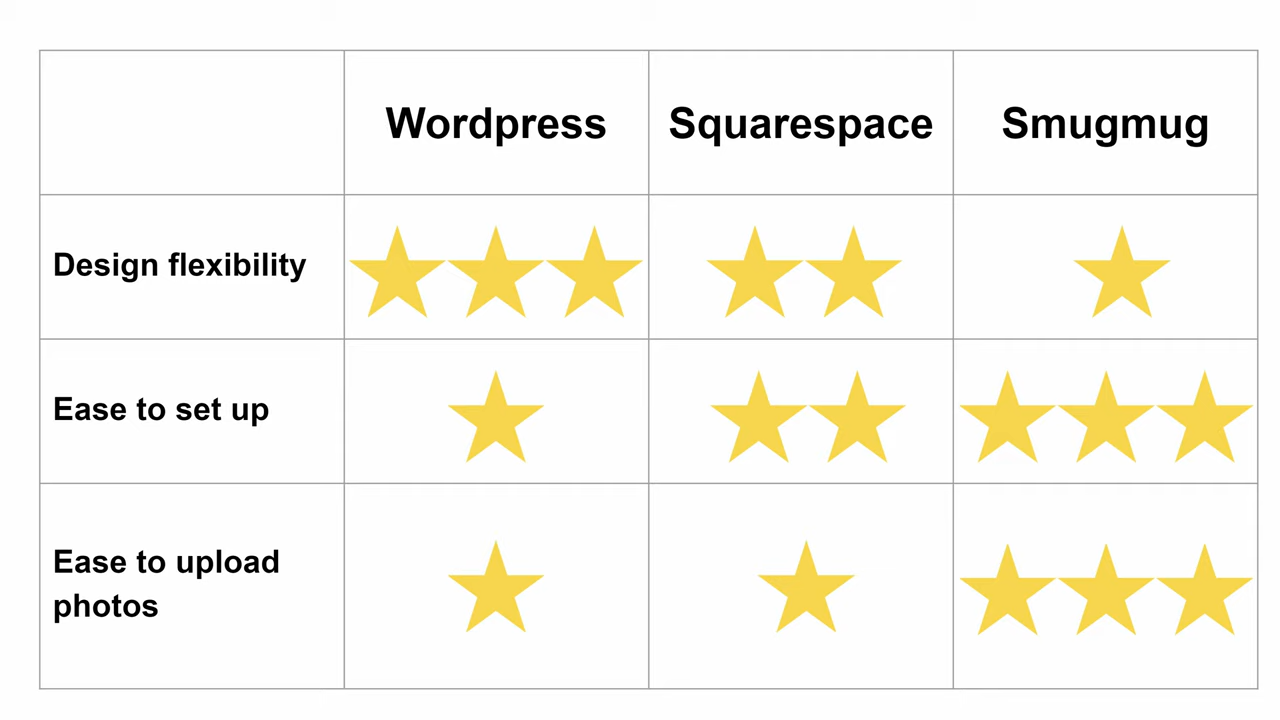 Wordpress Squarespace Smugmug
Design flexibility
Ease to set up
Ease to upload
photos